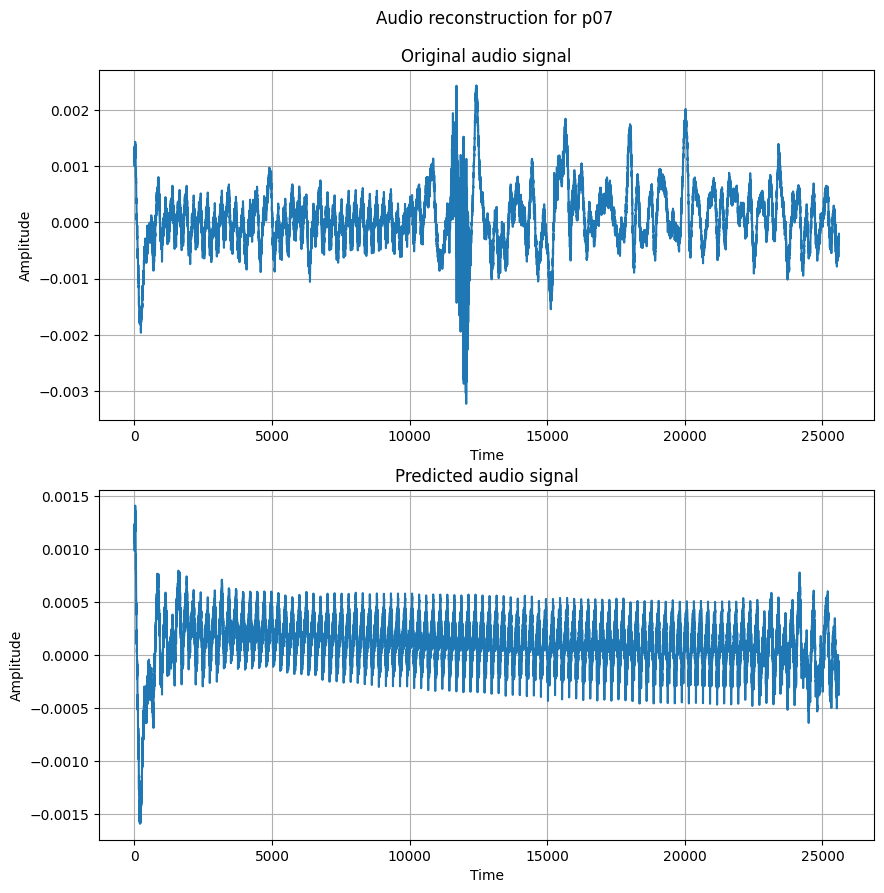 Audio reconstruction for p07
Original audio signal
0.002
0.001
0.000
−0.001
−0.002
−0.003
Amplitude
0 5000 10000 15000 20000 25000
Time
Predicted audio signal
0.0015
0.0010
0.0005
0.0000
−0.0005
−0.0010
−0.0015
Amplitude
0 5000 10000 15000 20000 25000
Time